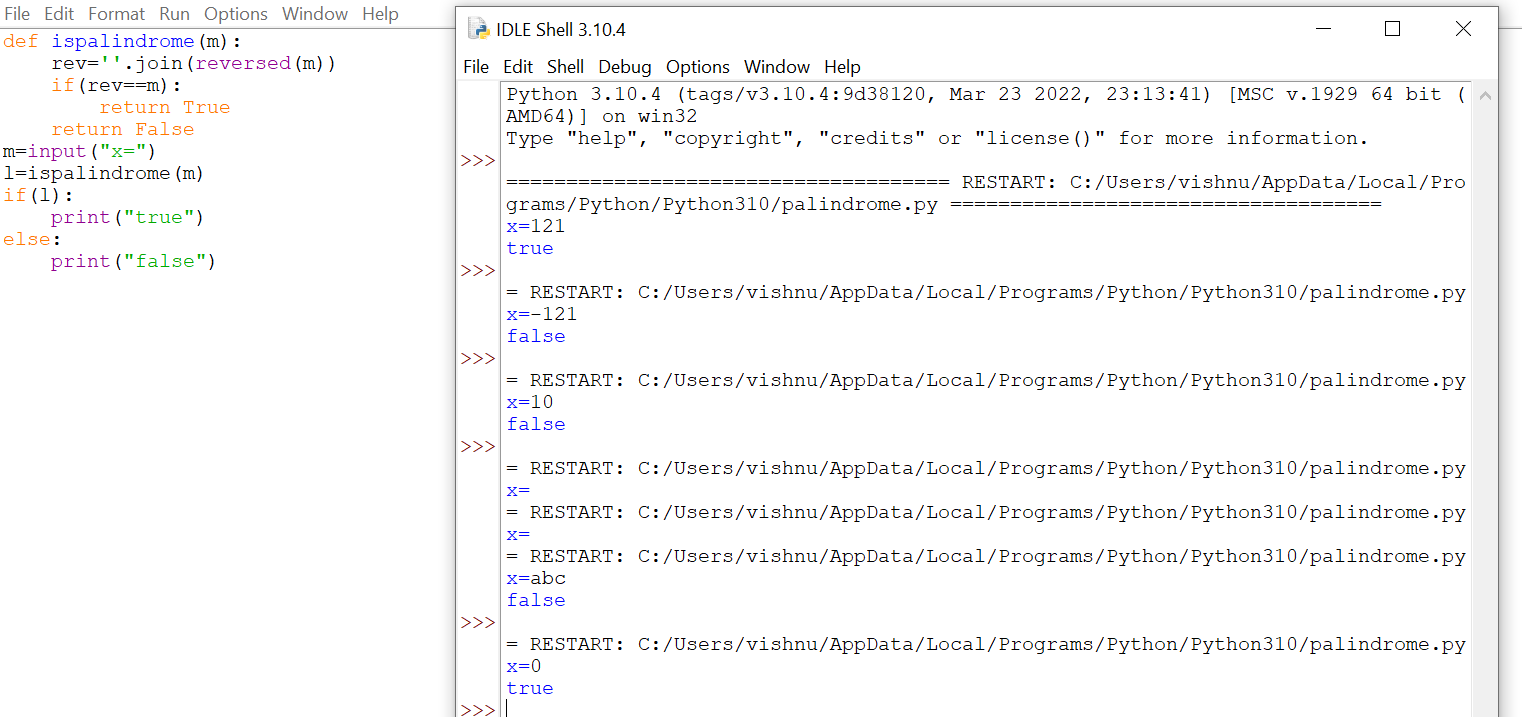 File Edit Format Run Options Window Help
def ispalindrome(m):
    rev=''.join(reversed(m))
    if(rev==m):
        return True
    return False
m=input("x=")
l=ispalindrome(m)
if(l):
    print("true")
else:
    print("false")
IDLE Shell 3.10.4
File Edit Shell Debug Options Window Help
Python 3.10.4 (tags/v3.10.4:9d38120, Mar 23 2022, 23:13:41) [MSC v.1929 64 bit (
AMD64)] on win32
Type "help", "copyright", "credits" or "license()" for more information.
>>>
===================================== RESTART: C:/Users/vishnu/AppData/Local/Pro
grams/Python/Python310/palindrome.py ====================================
x=121
true
>>>
= RESTART: C:/Users/vishnu/AppData/Local/Programs/Python/Python310/palindrome.py
x=-121
false
>>>
= RESTART: C:/Users/vishnu/AppData/Local/Programs/Python/Python310/palindrome.py
x=10
false
>>>
= RESTART: C:/Users/vishnu/AppData/Local/Programs/Python/Python310/palindrome.py
x=
= RESTART: C:/Users/vishnu/AppData/Local/Programs/Python/Python310/palindrome.py
x=
= RESTART: C:/Users/vishnu/AppData/Local/Programs/Python/Python310/palindrome.py
x=abc
false
>>>
= RESTART: C:/Users/vishnu/AppData/Local/Programs/Python/Python310/palindrome.py
x=0
true
>>>